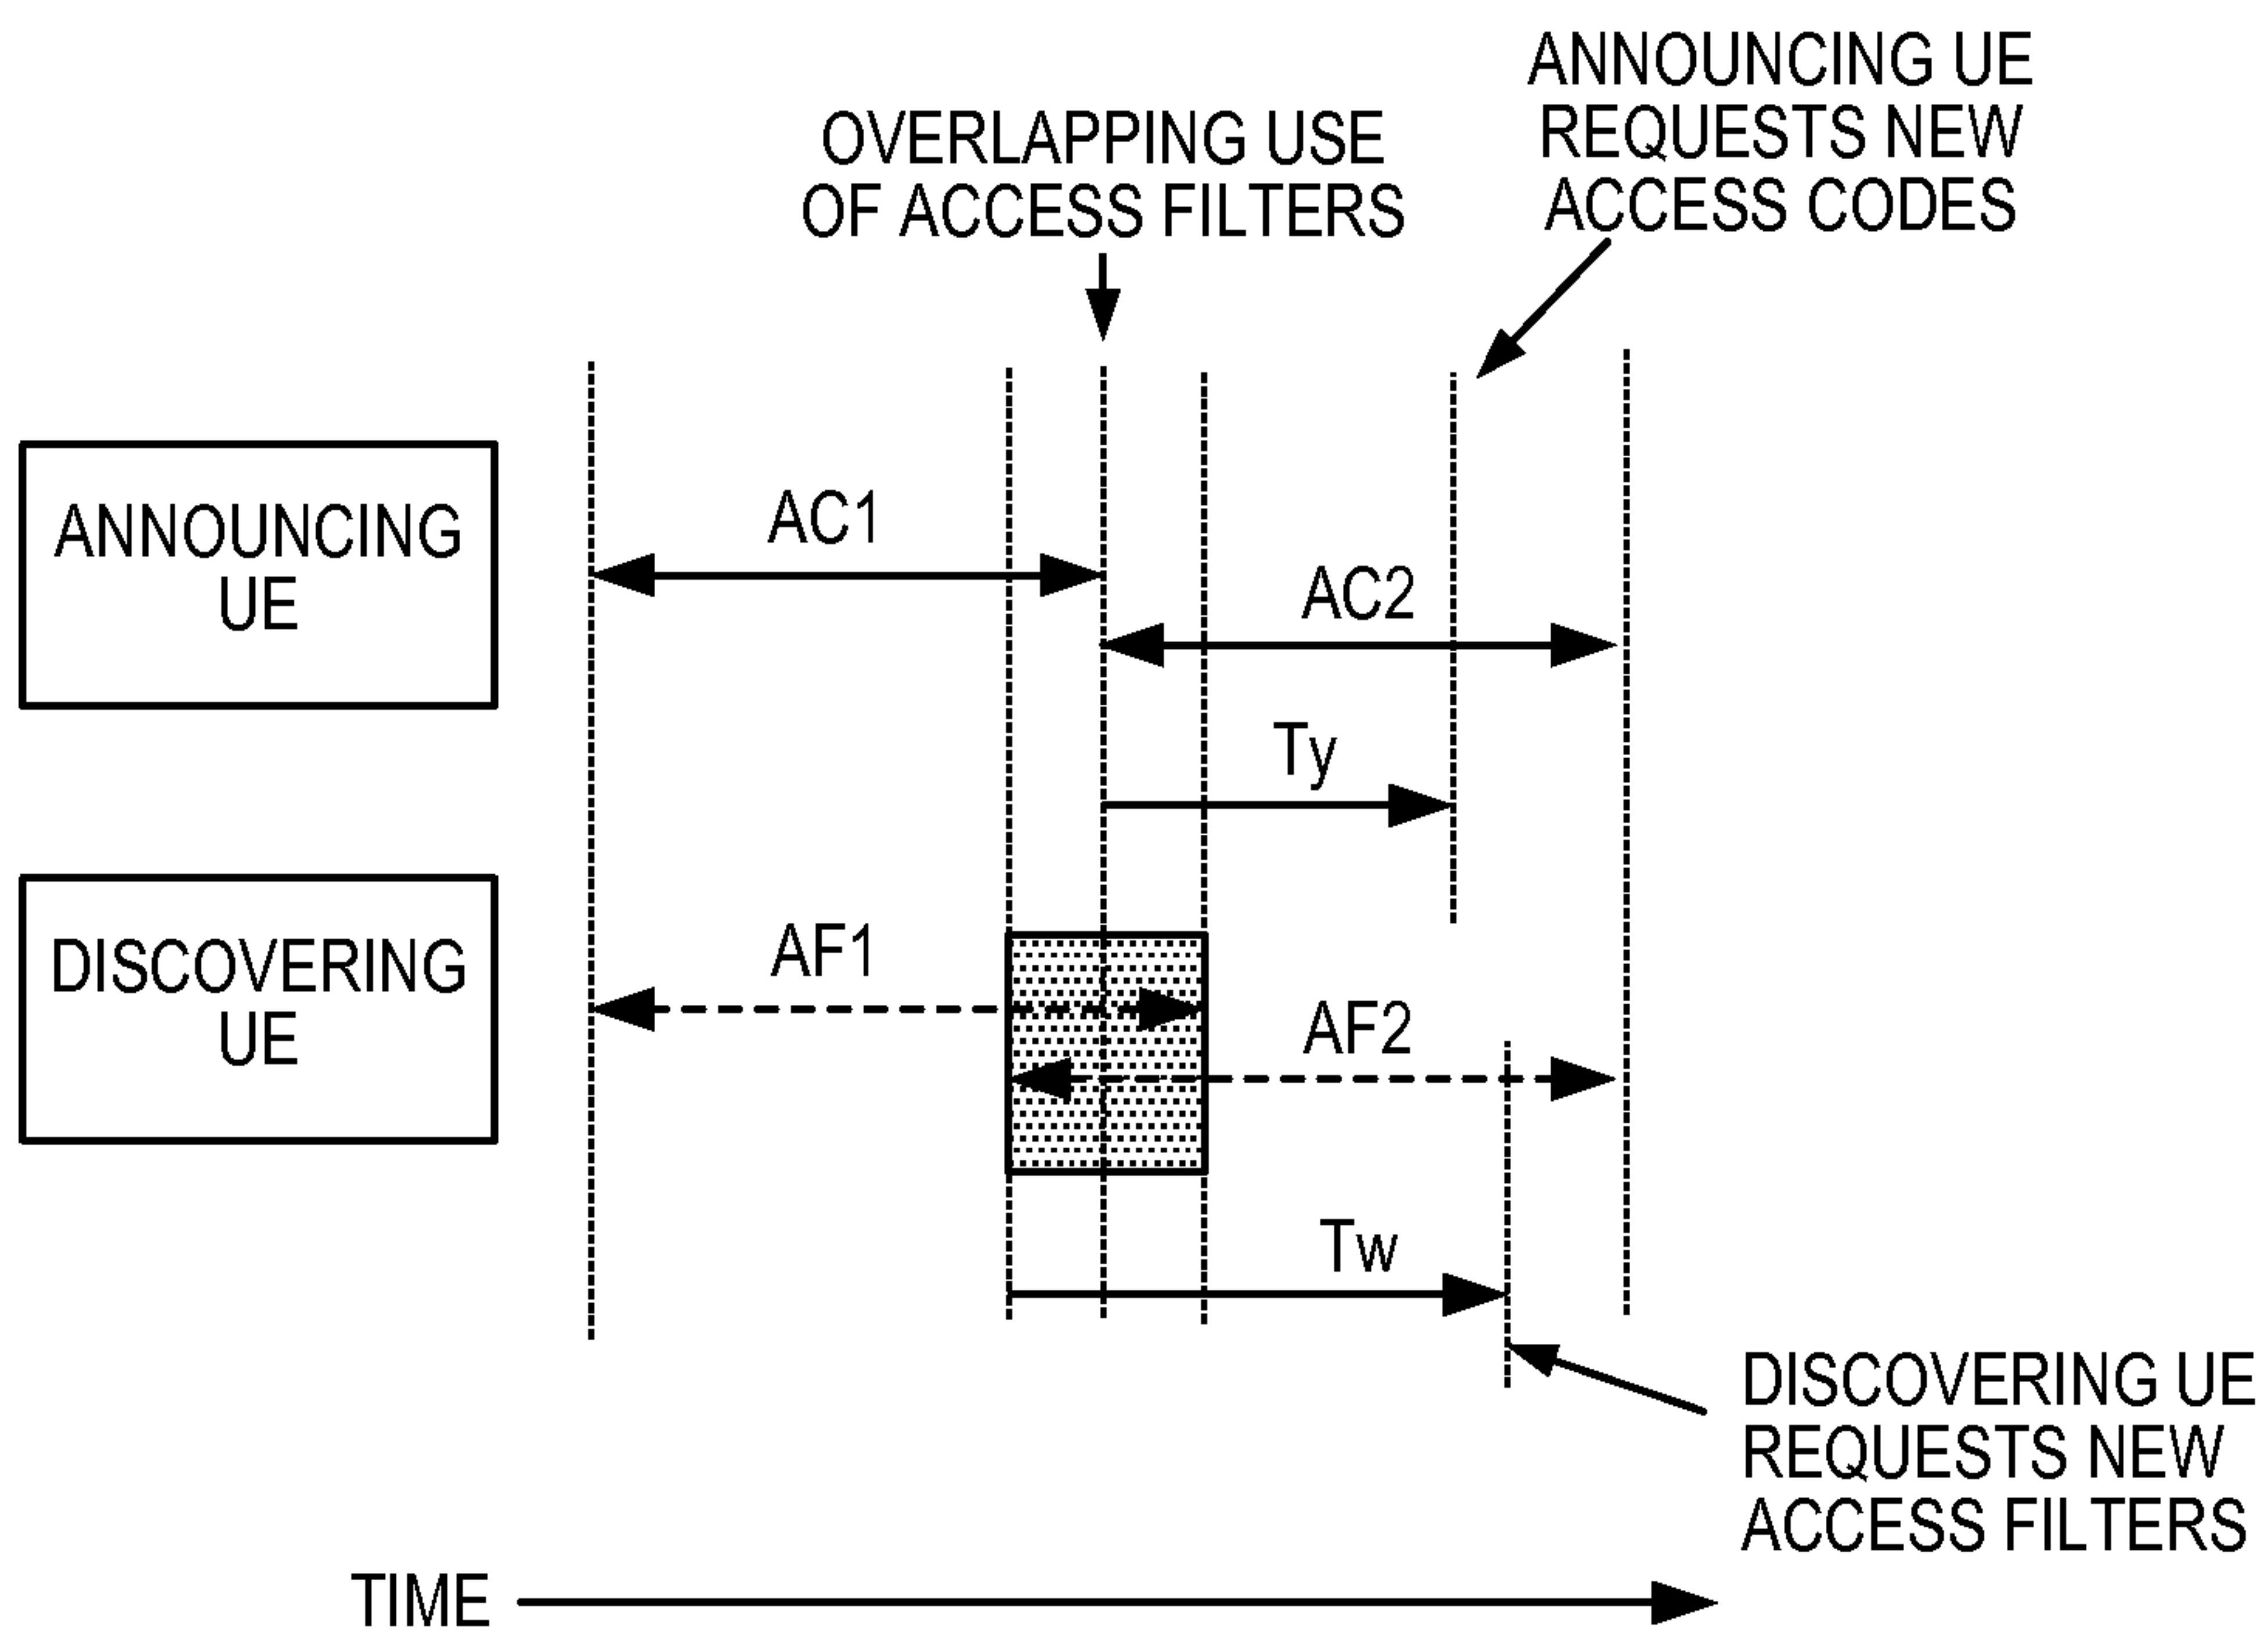 ANNOUNCING UE
REQUESTS NEW
ACCESS CODES
OVERLAPPING USE
OF ACCESS FILTERS
ANNOUNCING
UE
AC1
AC2
Ty
DISCOVERING
UE
AF1
AF2
Tw
DISCOVERING UE
REQUESTS NEW
ACCESS FILTERS
TIME